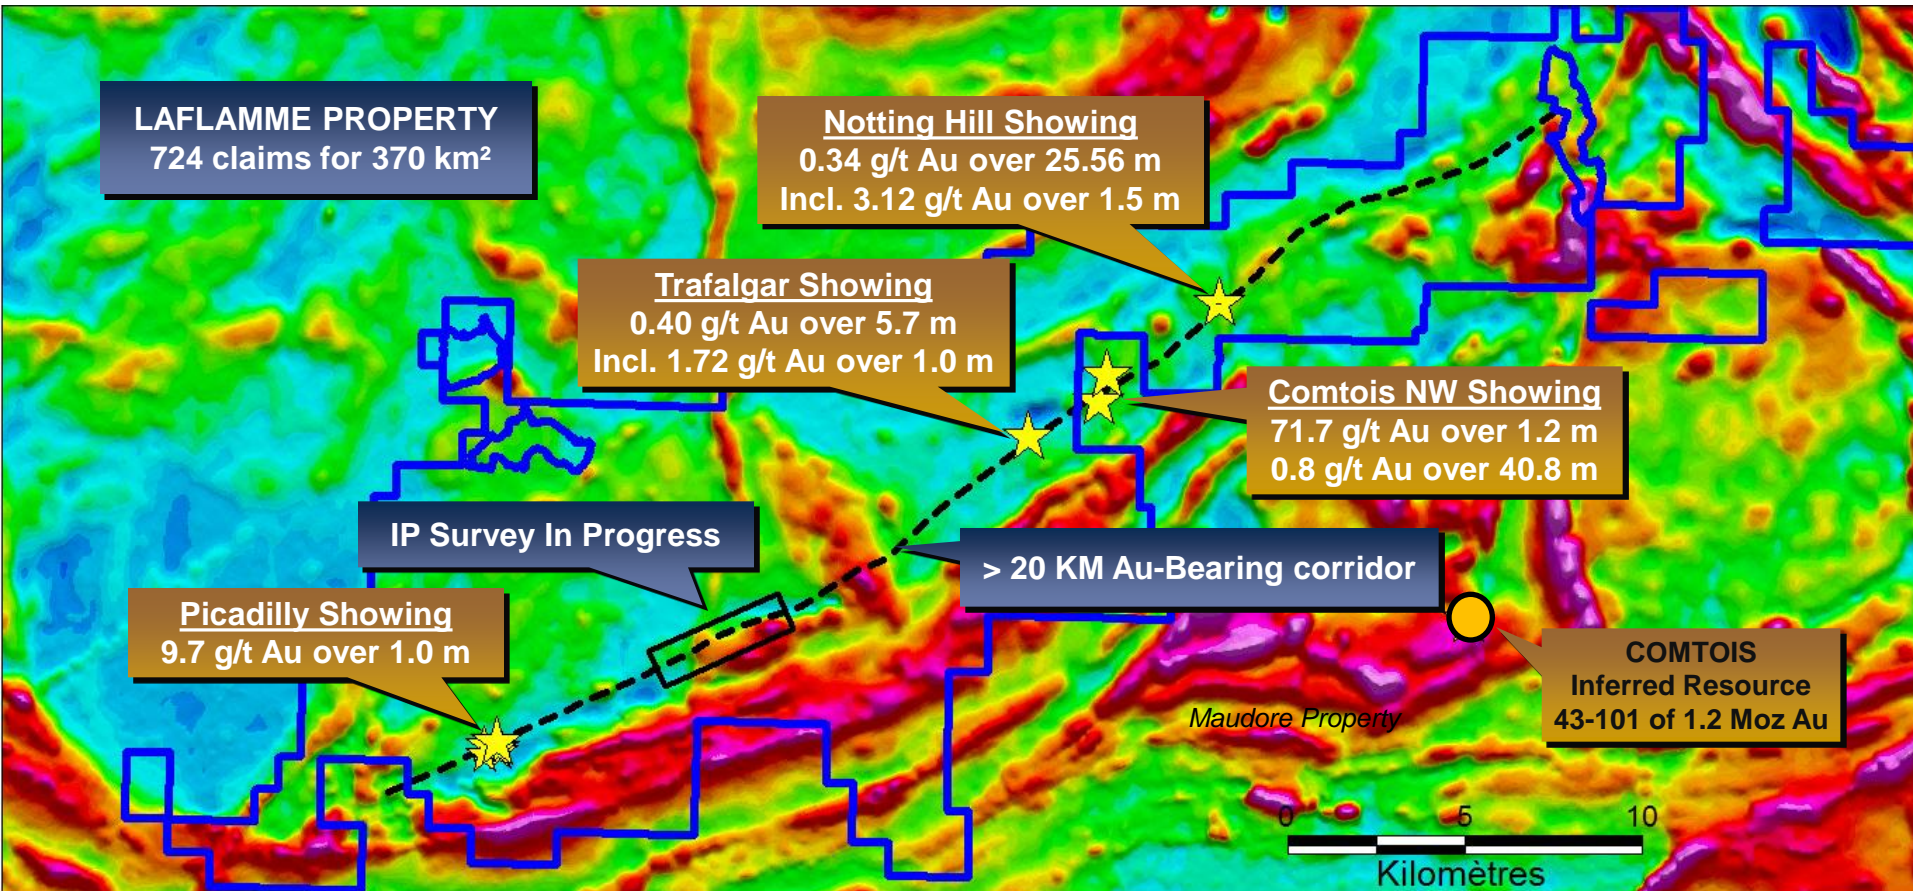 LAFLAMME PROPERTY
724 claims for 370 km²
Notting Hill Showing
0.34 g/t Au over 25.56 m
Incl. 3.12 g/t Au over 1.5 m
Trafalgar Showing
0.40 g/t Au over 5.7 m
Incl. 1.72 g/t Au over 1.0 m
Comtois NW Showing
71.7 g/t Au over 1.2 m
0.8 g/t Au over 40.8 m
IP Survey In Progress
> 20 KM Au-Bearing corridor
Picadilly Showing
9.7 g/t Au over 1.0 m
COMTOIS
Inferred Resource
43-101 of 1.2 Moz Au
Maudore Property
0 5 10
Kilomètres